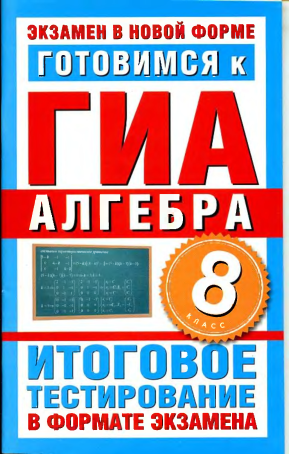 ЭКЗАМЕН В НОВОЙ ФОРМЕ
ГОТОВИМСЯ К
ГИА
АЛГЕБРА
8
КЛАСС
ИТОГОВОЕ
ТЕСТИРОВАНИЕ
В ФОРМАТЕ ЭКЗАМЕНА